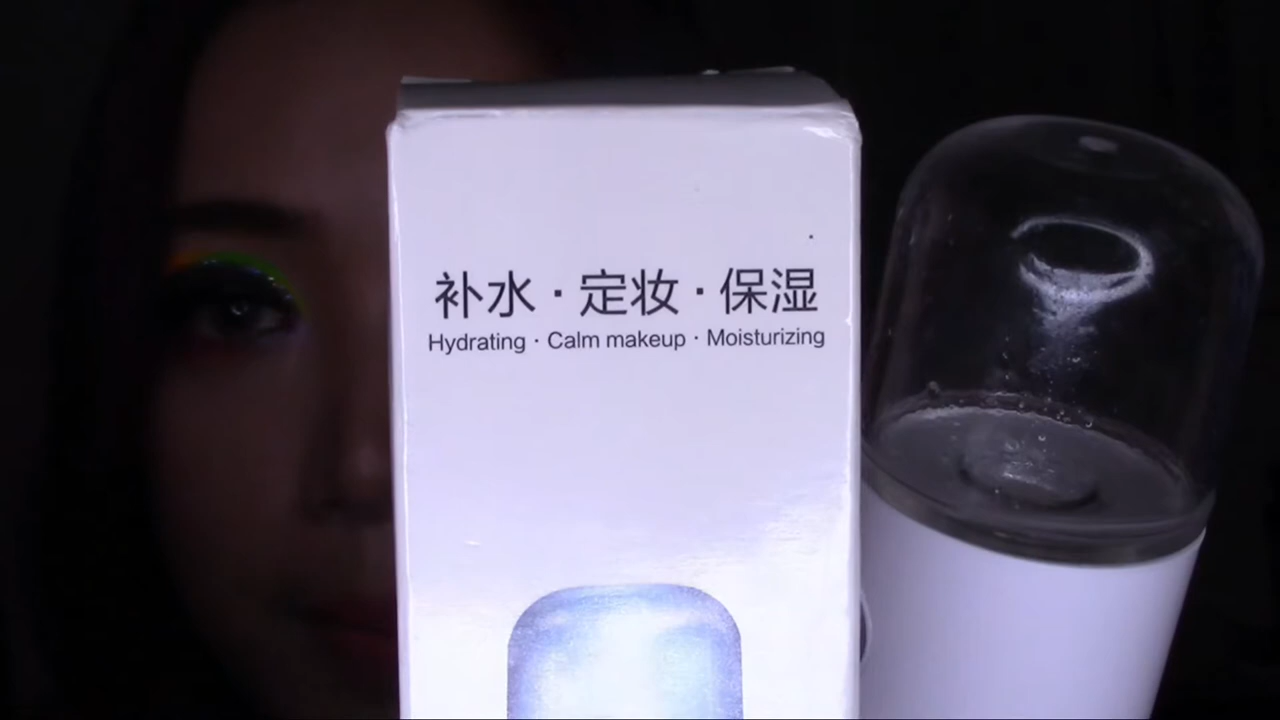 补水·定妆·保湿
Hydrating · Calm makeup · Moisturizing